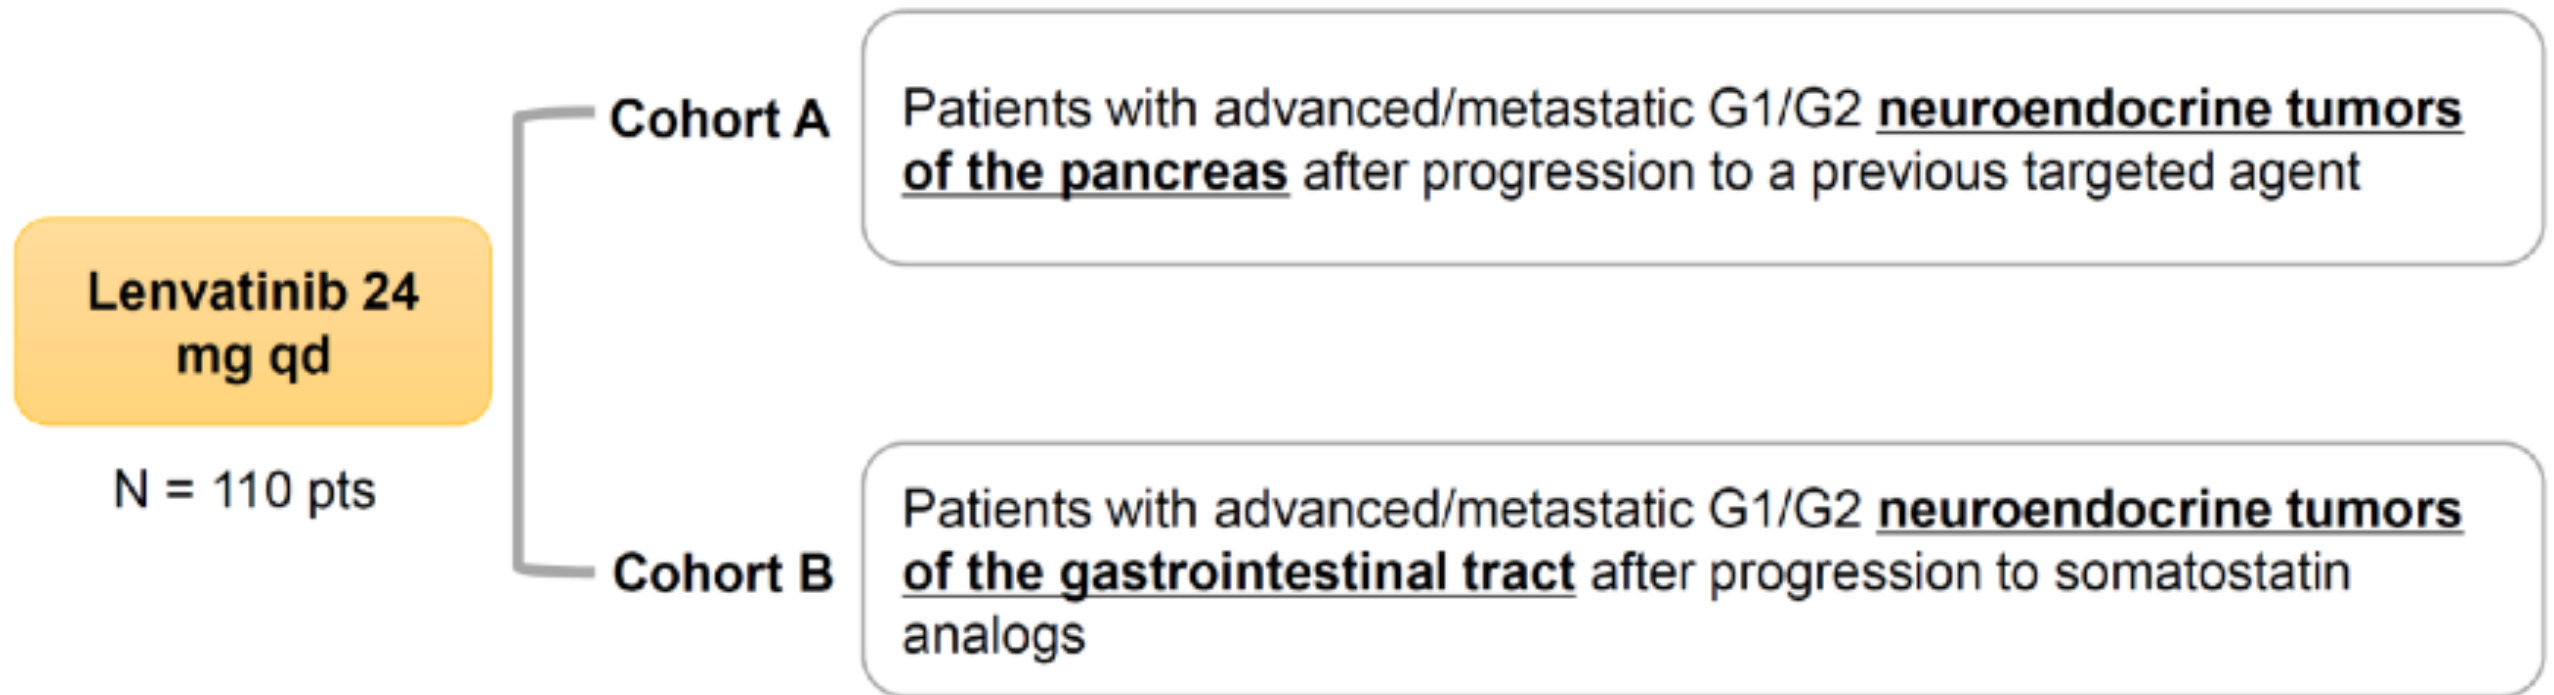 Lenvatinib 24
mg qd
N = 110 pts
Cohort A
Patients with advanced/metastatic G1/G2 neuroendocrine tumors
of the pancreas after progression to a previous targeted agent
Cohort B
Patients with advanced/metastatic G1/G2 neuroendocrine tumors
of the gastrointestinal tract after progression to somatostatin
analogs